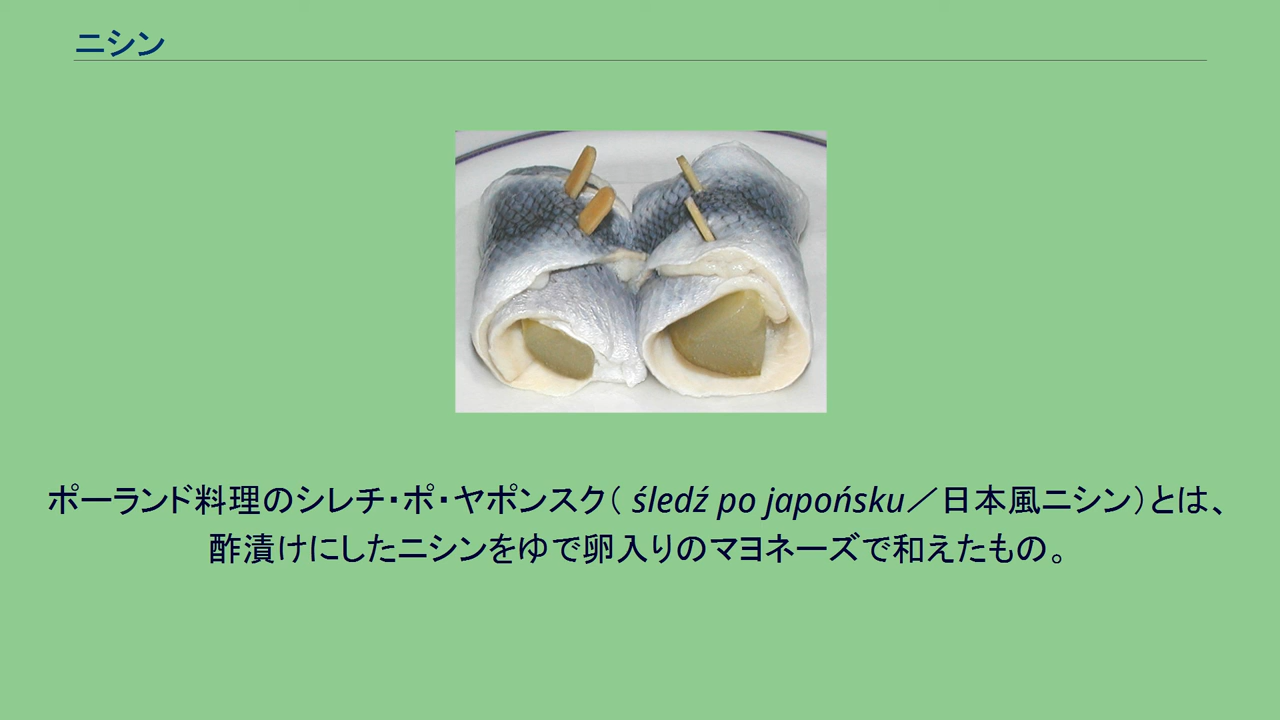 ニシン
ポーランド料理のシレチ・ポ・ヤポンスク（ śledź po japońsku／日本風ニシン）とは、
酢漬けにしたニシンをゆで卵入りのマヨネーズで和えたもの。